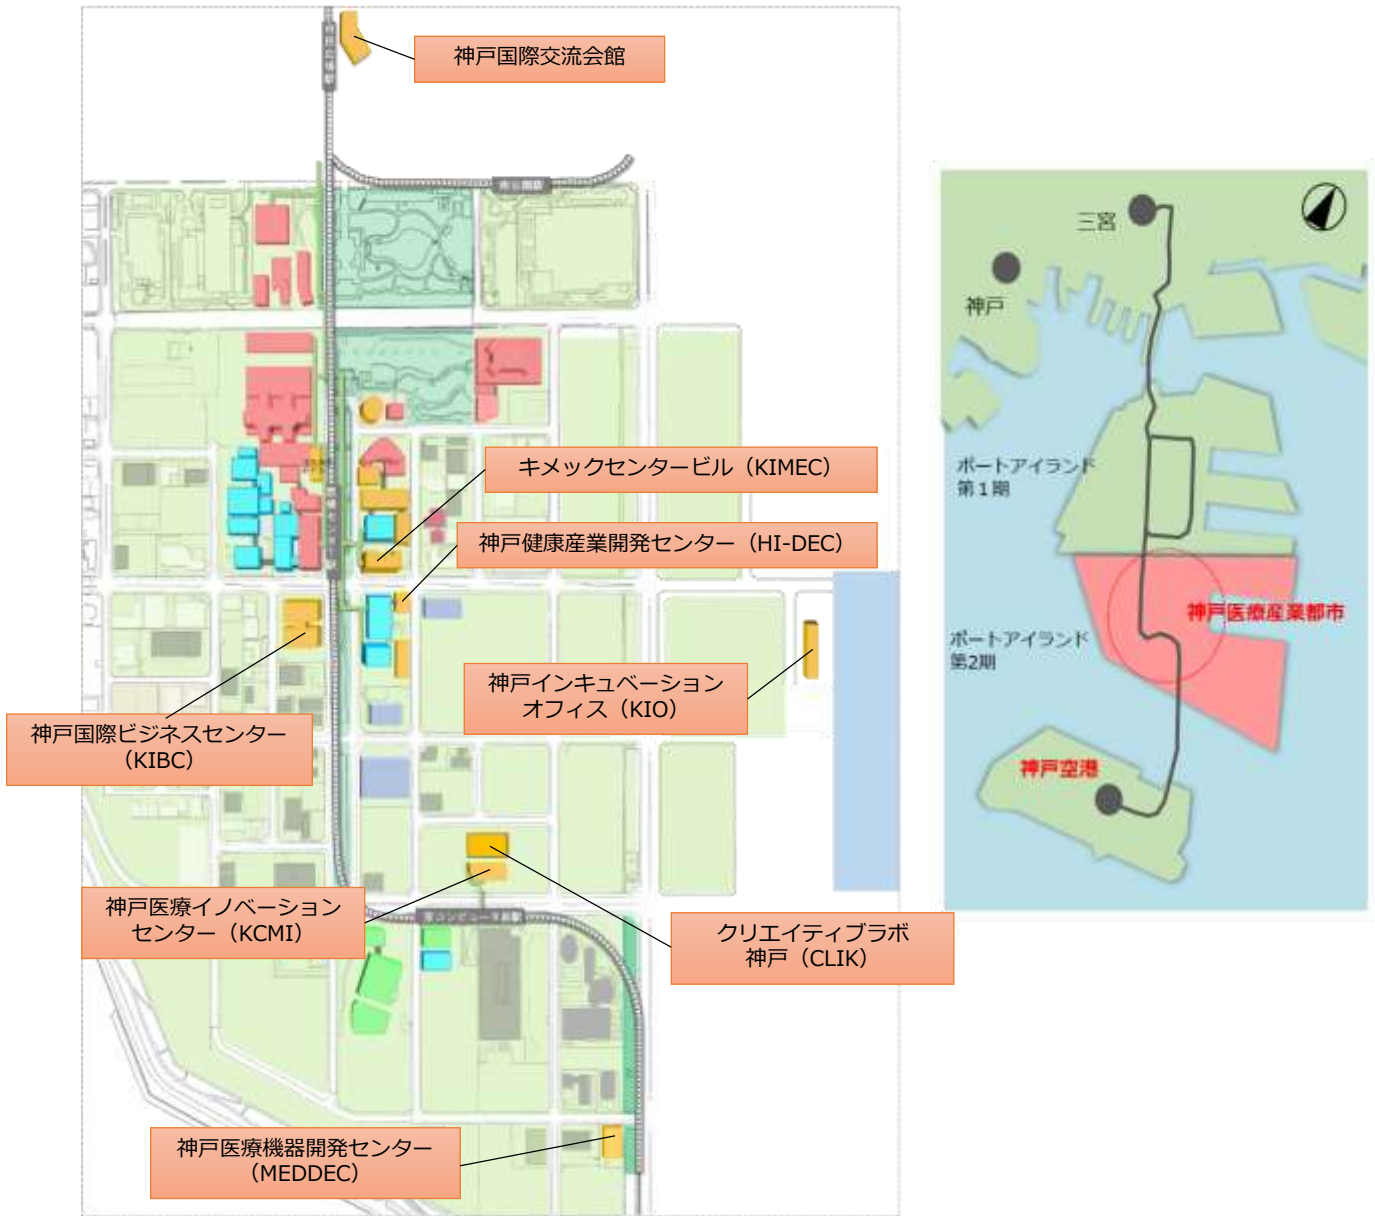 神戸国際交流会館
キメックセンタービル（KIMEC）
神戸健康産業開発センター（HI-DEC）
神戸インキュベーション
オフィス（KIO）
神戸国際ビジネスセンター
（KIBC）
神戸医療イノベーション
センター（KCMI）
クリエイティブラボ
神戸（CLIK）
神戸医療機器開発センター
（MEDDEC）
三宮
神戸
ポートアイランド
第１期
神戸医療産業都市
ポートアイランド
第2期
神戸空港